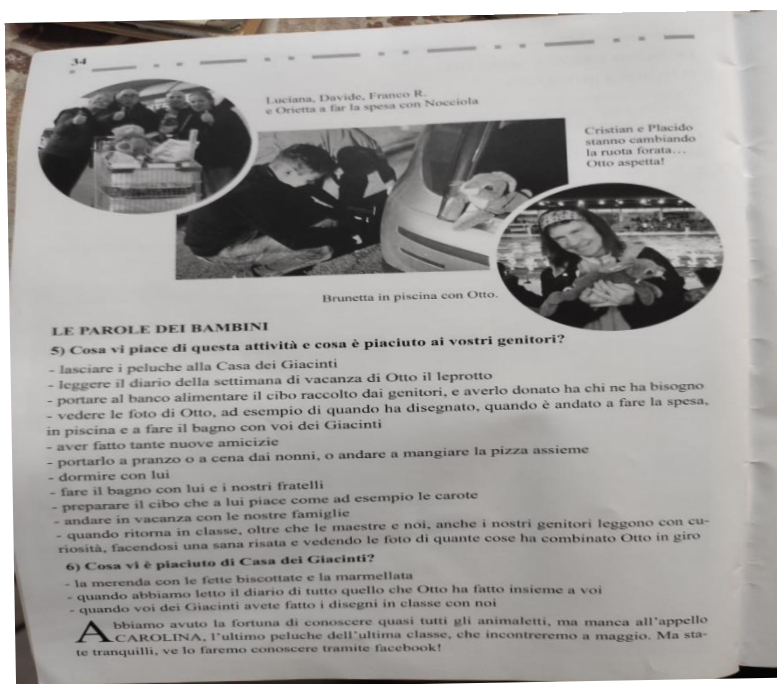 34
Luciana, Davide, Franco R.
e Orietta a far la spesa con Nocciola
Cristian e Placido
stanno cambiando
la ruota forata...
Otto aspetta!
Brunetta in piscina con Otto.
LE PAROLE DEI BAMBINI
5) Cosa vi piace di questa attività e cosa è piaciuto ai vostri genitori?
- lasciare i peluche alla Casa dei Giacinti
- leggere il diario della settimana di vacanza di Otto il leprotto
- portare al banco alimentare il cibo raccolto dai genitori, e averlo donato ha chi ne ha bisogno
- vedere le foto di Otto, ad esempio di quando ha disegnato, quando è andato a fare la spesa,
in piscina e a fare il bagno con voi dei Giacinti
- aver fatto tante nuove amicizie
- portarlo a pranzo o a cena dai nonni, o andare a mangiare la pizza assieme
- dormire con lui
- fare il bagno con lui e i nostri fratelli
- preparare il cibo che a lui piace come ad esempio le carote
- andare in vacanza con le nostre famiglie
- quando ritorna in classe, oltre che le maestre e noi, anche i nostri genitori leggono con cu-
riosità, facendosi una sana risata e vedendo le foto di quante cose ha combinato Otto in giro
6) Cosa vi è piaciuto di Casa dei Giacinti?
- la merenda con le fette biscottate e la marmellata
- quando abbiamo letto il diario di tutto quello che Otto ha fatto insieme a voi
- quando voi dei Giacinti avete fatto i disegni in classe con noi
Abbiamo avuto la fortuna di conoscere quasi tutti gli animaletti, ma manca all'appello
CAROLINA, l'ultimo peluche dell'ultima classe, che incontreremo a maggio. Ma sta-
te tranquilli, ve lo faremo conoscere tramite facebook!